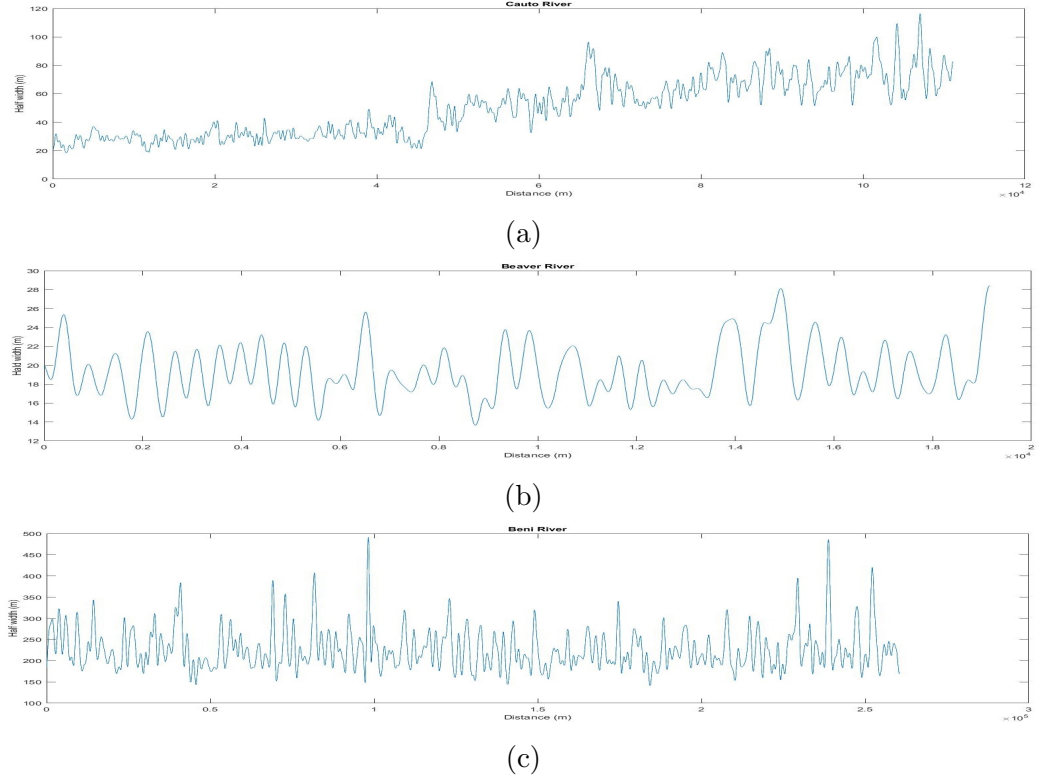 Cauto River
120
100
80
60
40
20
0
Half width (m)
0 2 4 6 8 10 12
Distance (m)
×10⁴
(a)
Beaver River
30
28
26
24
22
20
18
16
14
12
Hald width (m)
0 0.2 0.4 0.6 0.8 1 1.2 1.4 1.6 1.8 2
Distance (m)
×10⁴
(b)
Beni River
500
450
400
350
300
250
200
150
100
Half width (m)
0 0.5 1 1.5 2 2.5 3
Distance (m)
×10⁵
(c)